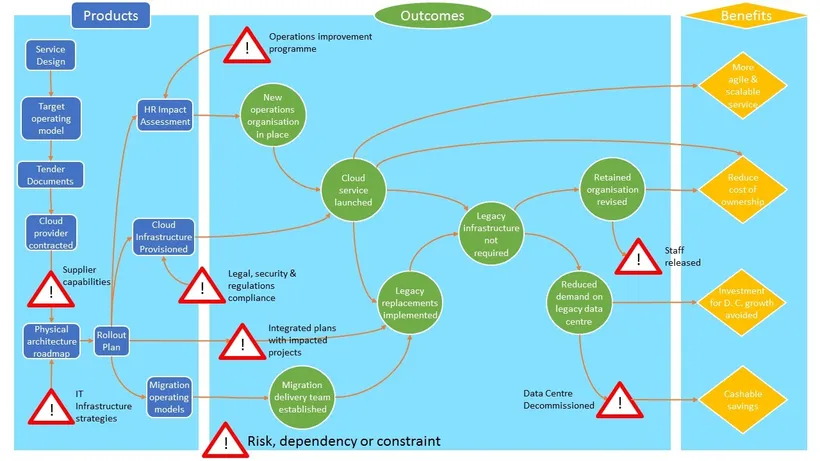 Products
Outcomes
Benefits
Service
Design
Target
operating
model
Tender
Documents
Cloud
provider
contracted
Supplier
capabilities
!
Physical
architecture
roadmap
!
IT
Infrastructure
strategies
Rollout
Plan
HR Impact
Assessment
Cloud
Infrastructure
Provisioned
Migration
operating
models
!
Operations improvement
programme
New
operations
organisation
in place
!
Legal, security &
regulations
compliance
!
Integrated plans
with impacted
projects
Migration
delivery team
established
Cloud
service
launched
Legacy
replacements
implemented
Legacy
infrastructure
not
required
Retained
organisation
revised
!
Staff
released
Reduced
demand on
legacy data
centre
Data Centre
Decommissioned
!
More
agile &
scalable
service
Reduce
cost of
ownership
Investment
for D. C. growth
avoided
Cashable
savings
!
Risk, dependency or constraint